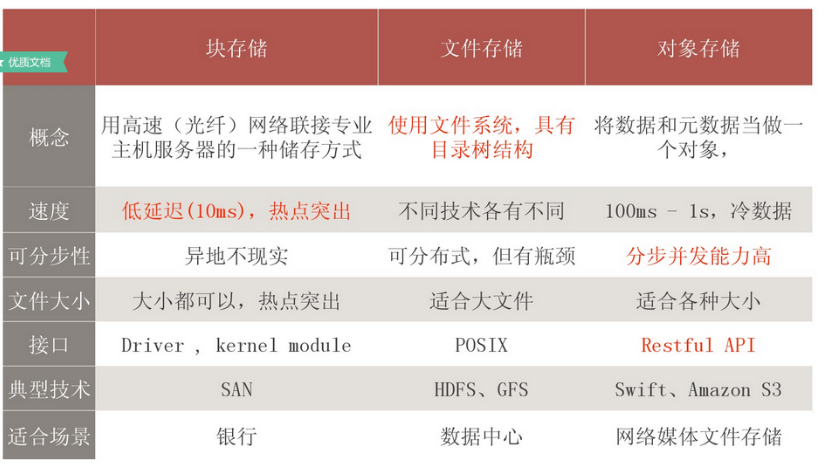 块存储 文件存储 对象存储
优质文档
概念 用高速（光纤）网络联接专业主机服务器的一种储存方式 使用文件系统，具有目录树结构 将数据和元数据当做一个对象，
速度 低延迟(10ms)，热点突出 不同技术各有不同 100ms - 1s，冷数据
可分步性 异地不现实 可分布式，但有瓶颈 分步并发能力高
文件大小 大小都可以，热点突出 适合大文件 适合各种大小
接口 Driver , kernel module POSIX Restful API
典型技术 SAN HDFS、GFS Swift、Amazon S3
适合场景 银行 数据中心 网络媒体文件存储